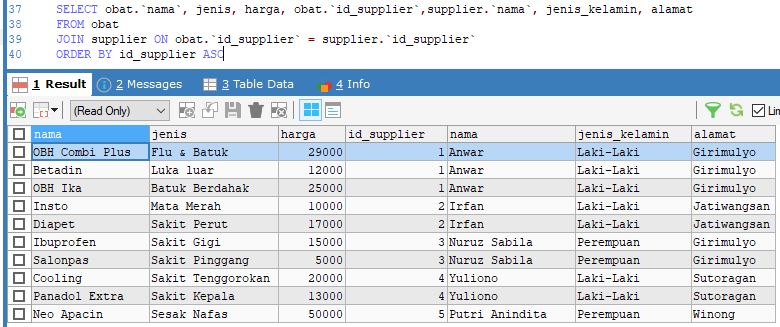 37 SELECT obat.`nama`, jenis, harga, obat.`id_supplier`,supplier.`nama`, jenis_kelamin, alamat
38 FROM obat
39 JOIN supplier ON obat.`id_supplier` = supplier.`id_supplier`
40 ORDER BY id_supplier ASC
1 Result 2 Messages 3 Table Data 4 Info
(Read Only) Lin
nama jenis harga id_supplier nama jenis_kelamin alamat
OBH Combi Plus Flu & Batuk 29000 1 Anwar Laki-Laki Girimulyo
Betadin Luka luar 12000 1 Anwar Laki-Laki Girimulyo
OBH Ika Batuk Berdahak 25000 1 Anwar Laki-Laki Girimulyo
Insto Mata Merah 10000 2 Irfan Laki-Laki Jatiwangsan
Diapet Sakit Perut 17000 2 Irfan Laki-Laki Jatiwangsan
Ibuprofen Sakit Gigi 15000 3 Nuruz Sabila Perempuan Girimulyo
Salonpas Sakit Pinggang 5000 3 Nuruz Sabila Perempuan Girimulyo
Cooling Sakit Tenggorokan 20000 4 Yuliono Laki-Laki Sutoragan
Panadol Extra Sakit Kepala 13000 4 Yuliono Laki-Laki Sutoragan
Neo Apacin Sesak Nafas 50000 5 Putri Anindita Perempuan Winong